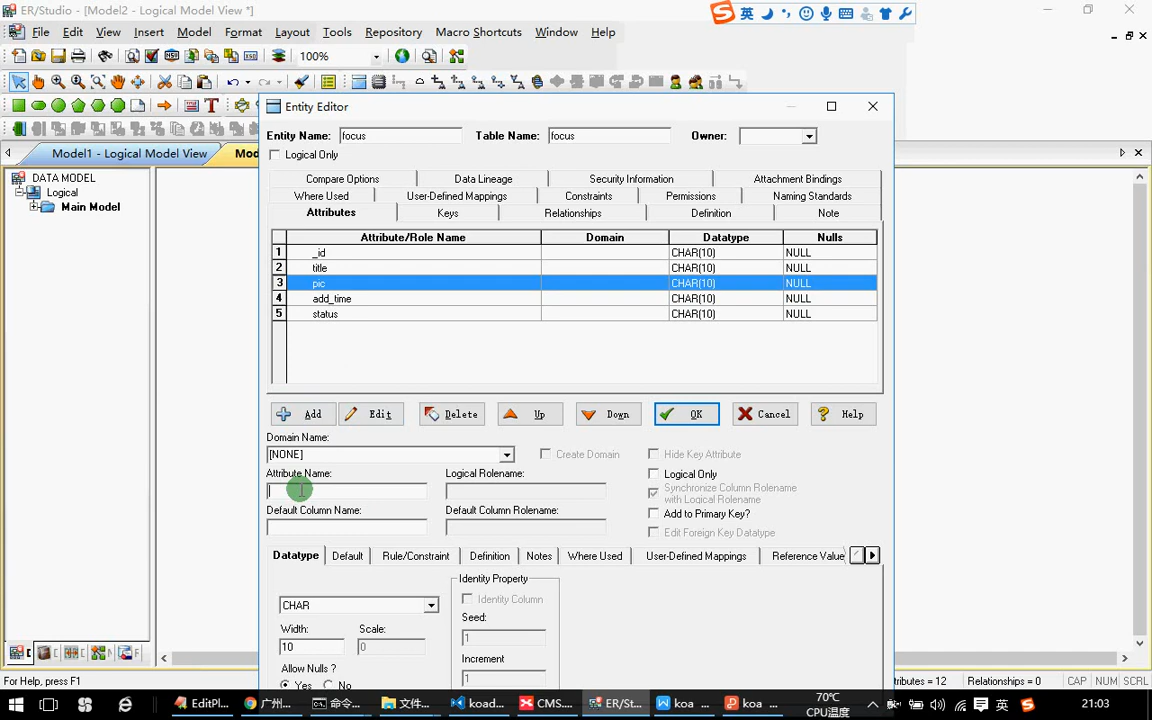 ER/Studio - [Model2 - Logical Model View *]
英
File Edit View Insert Model Format Layout Tools Repository Macro Shortcuts Window Help
100%
Model1 - Logical Model View
Mod
DATA MODEL
Logical
Main Model
Entity Editor
Entity Name: focus Table Name: focus Owner:
Logical Only
Compare Options Data Lineage Security Information Attachment Bindings
Where Used User-Defined Mappings Constraints Permissions Naming Standards
Attributes Keys Relationships Definition Note
Attribute/Role Name Domain Datatype Nulls
1 _id CHAR(10) NULL
2 title CHAR(10) NULL
3 pic CHAR(10) NULL
4 add_time CHAR(10) NULL
5 status CHAR(10) NULL
Add Edit Delete Up Down OK Cancel Help
Domain Name:
[NONE] Create Domain Hide Key Attribute
Attribute Name: Logical Rolename: Logical Only
Synchronize Column Rolename
with Logical Rolename
Default Column Name: Default Column Rolename: Add to Primary Key?
Edit Foreign Key Datatype
Datatype Default Rule/Constraint Definition Notes Where Used User-Defined Mappings Reference Value
Identity Property
CHAR Identity Column
Seed:
Width: Scale:
10 0 1
Increment
Allow Nulls ? 1
Yes No
For Help, press F1
tributes = 12 Relationships = 0 CAP NUM SCRL
EditPl... 广州... 命令... 文件... koad... CMS... ER/St... koa ... koa ...
70℃
CPU温度
英 21:03